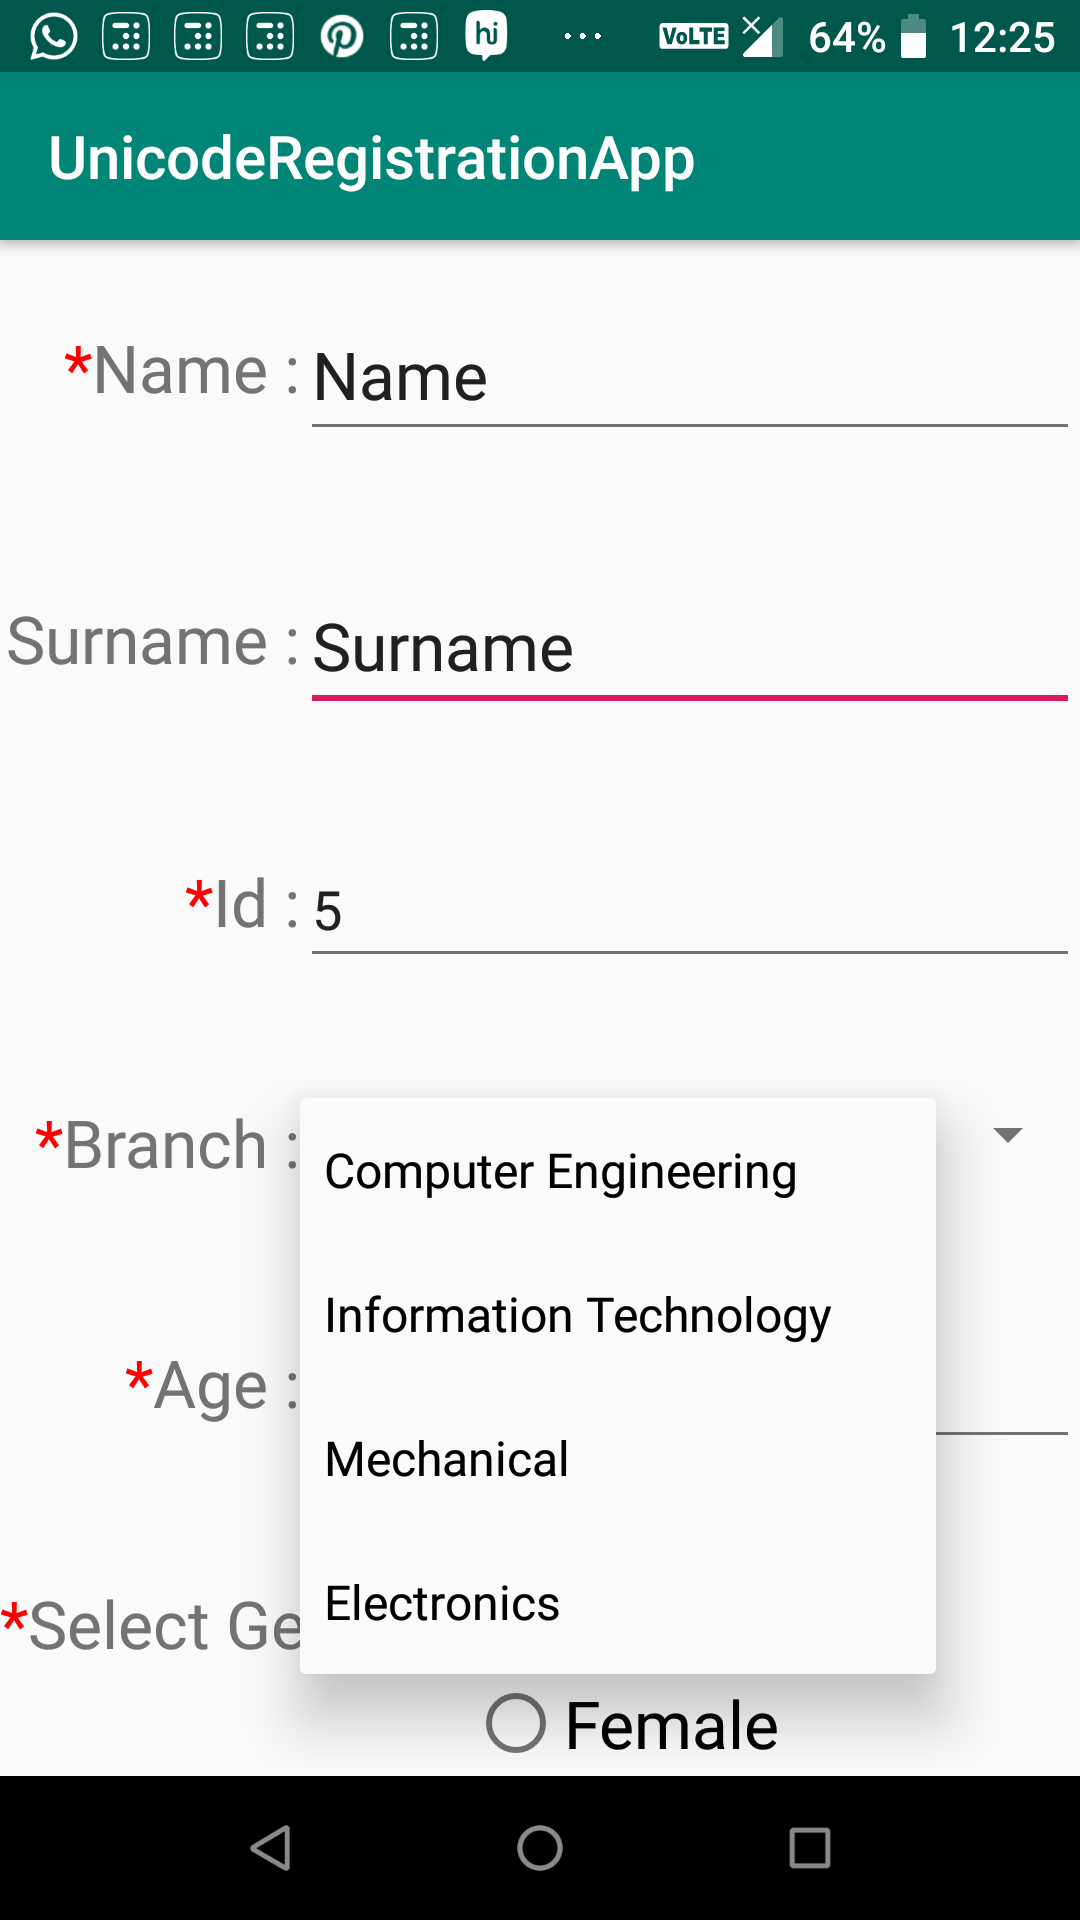 hi ... VoLTE 64% 12:25
UnicodeRegistrationApp
*Name : Name
Surname : Surname
*Id : 5
*Branch :
Computer Engineering
Information Technology
*Age :
Mechanical
Electronics
*Select Ge
Female